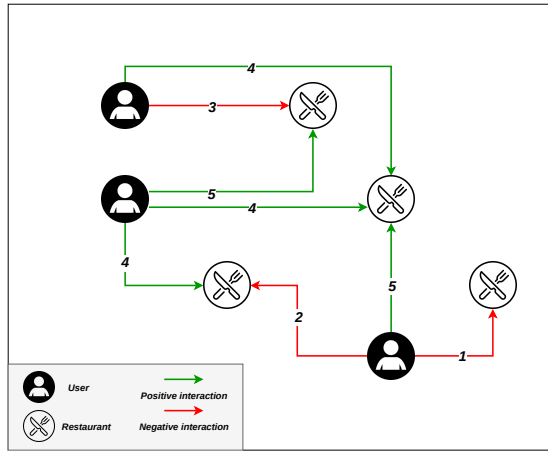 4
3
5
4
4
5
2
1
User
Positive interaction
Restaurant
Negative interaction